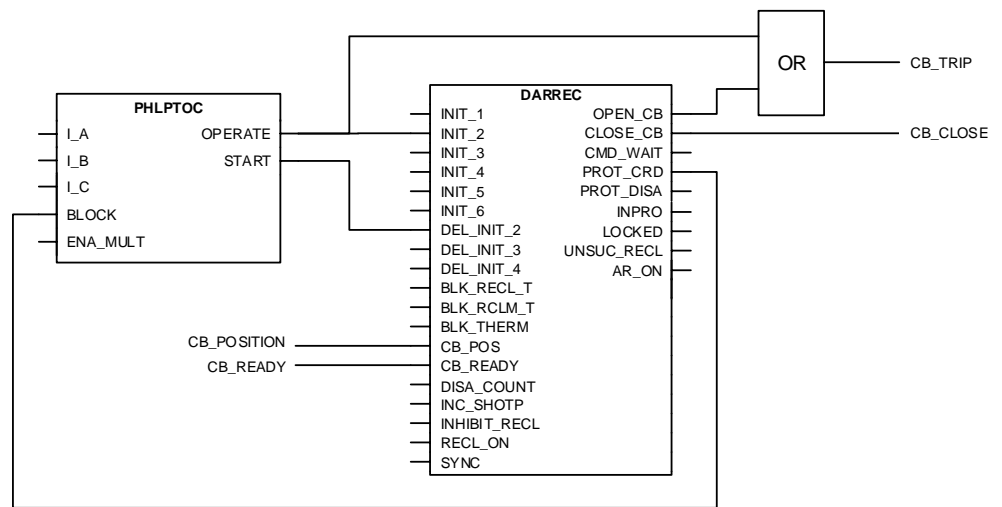 OR
CB_TRIP
PHLPTOC
I_A
I_B
I_C
BLOCK
ENA_MULT
OPERATE
START
DARREC
INIT_1
INIT_2
INIT_3
INIT_4
INIT_5
INIT_6
DEL_INIT_2
DEL_INIT_3
DEL_INIT_4
BLK_RECL_T
BLK_RCLM_T
BLK_THERM
CB_POS
CB_READY
DISA_COUNT
INC_SHOTP
INHIBIT_RECL
RECL_ON
SYNC
OPEN_CB
CLOSE_CB
CMD_WAIT
PROT_CRD
PROT_DISA
INPRO
LOCKED
UNSUC_RECL
AR_ON
CB_CLOSE
CB_POSITION
CB_READY